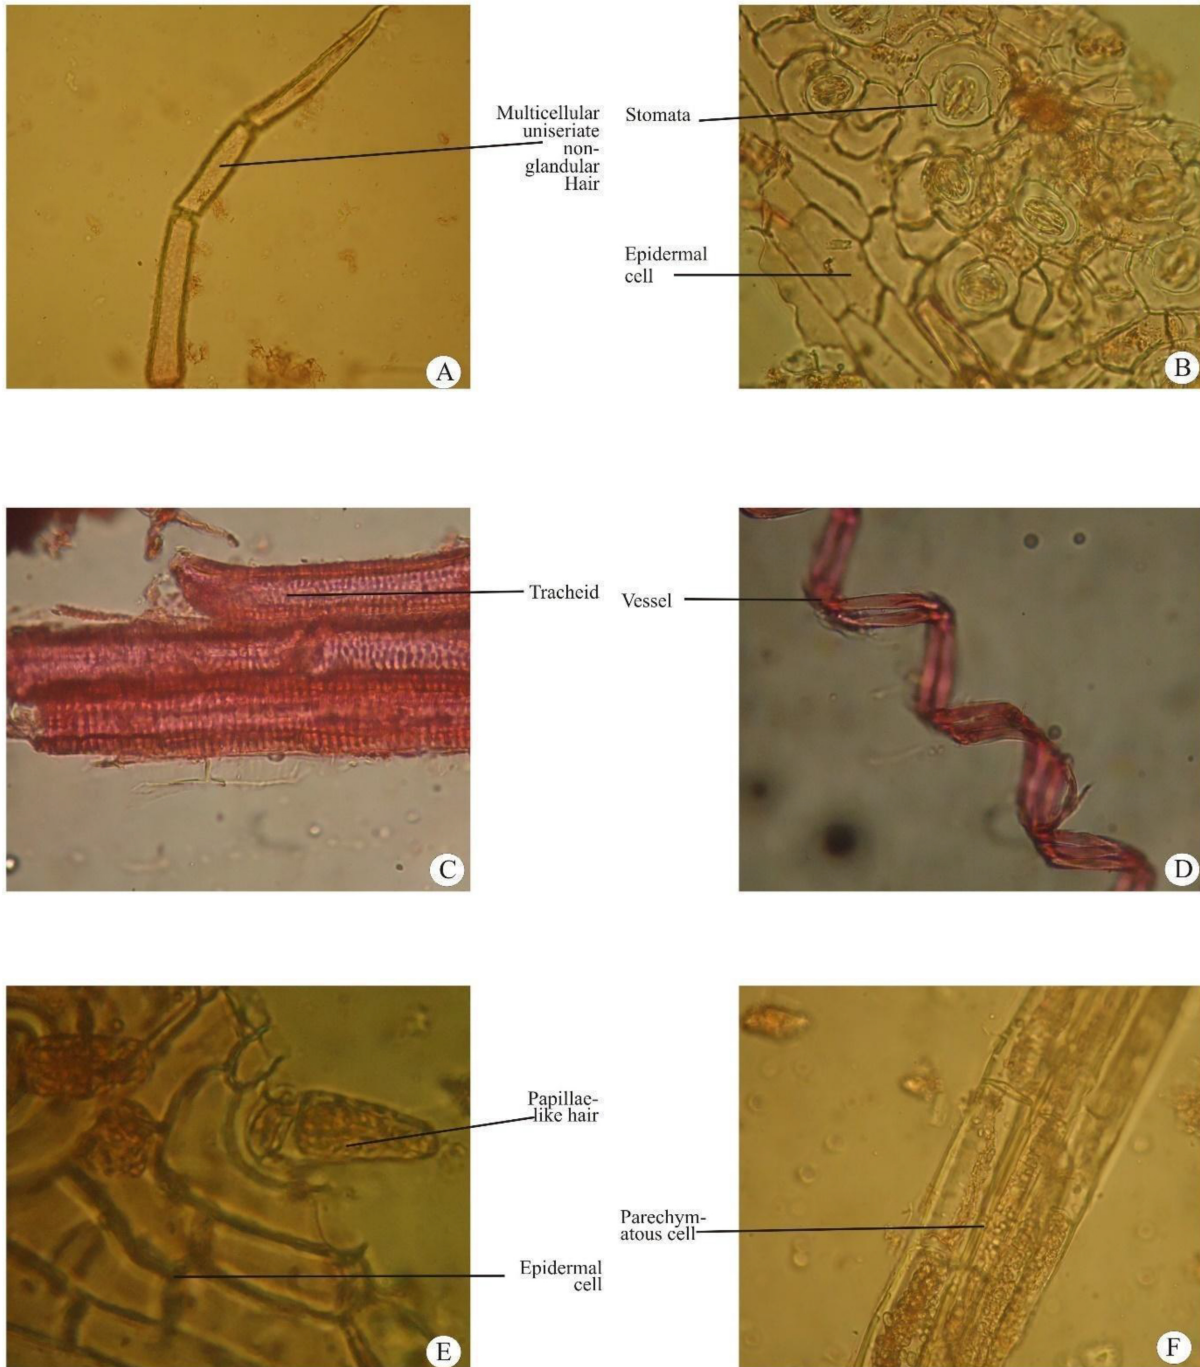 Multicellular
uniseriate
non-
glandular
Hair
Stomata
Epidermal
cell
A
B
Tracheid
Vessel
C
D
Papillae-
like hair
Epidermal
cell
Parechym-
atous cell
E
F